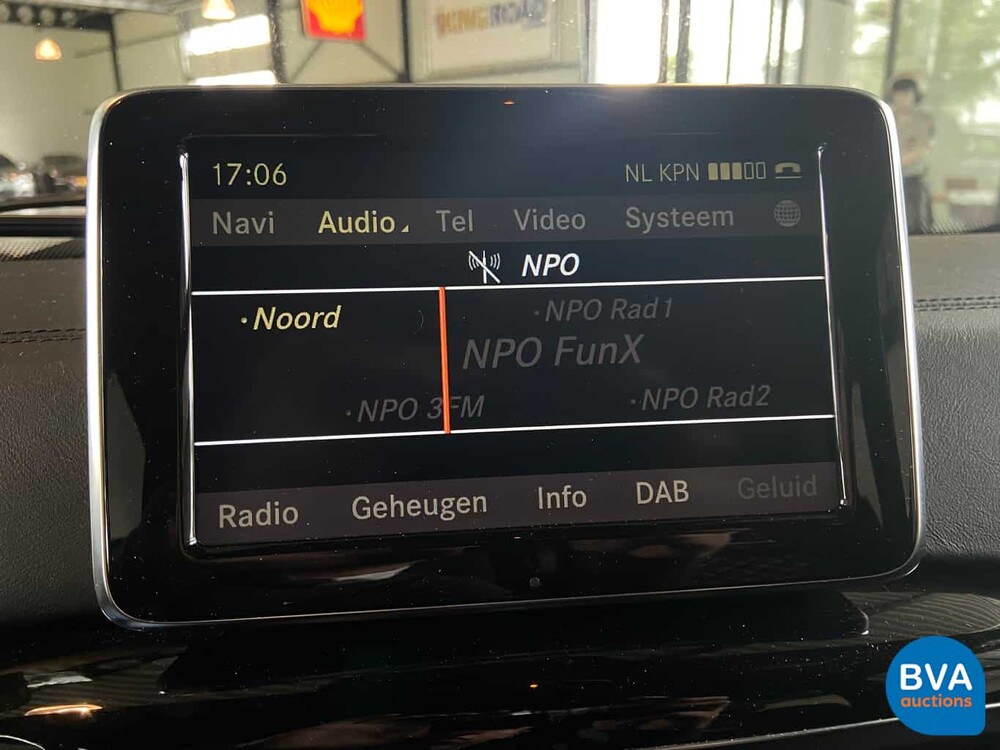 17:06 NL KPN
Navi Audio Tel Video Systeem
NPO
·Noord ·NPO Rad1
NPO FunX
·NPO 3FM ·NPO Rad2
Radio Geheugen Info DAB Geluid
BVA
auctions